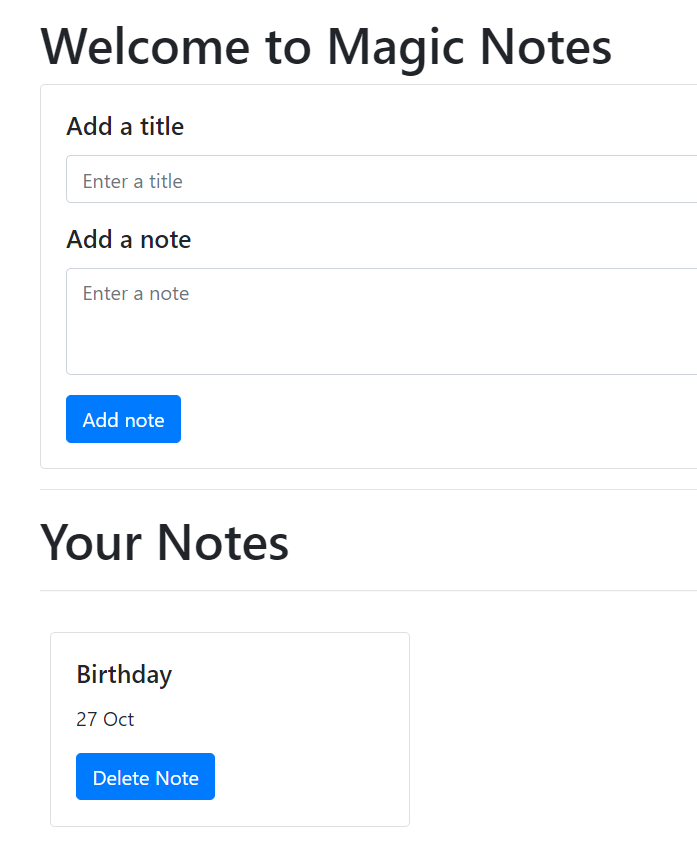 Welcome to Magic Notes
Add a title
Enter a title
Add a note
Enter a note
Add note
Your Notes
Birthday
27 Oct
Delete Note